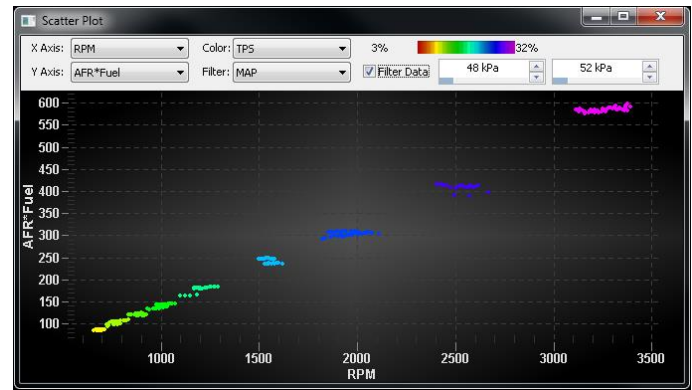 Scatter Plot
X Axis: RPM Color: TPS 3% 32%
Y Axis: AFR*Fuel Filter: MAP Filter Data 48 kPa 52 kPa
600
550
500
450
400
350
300
250
200
150
100
AFR*Fuel
1000 1500 2000 2500 3000 3500
RPM